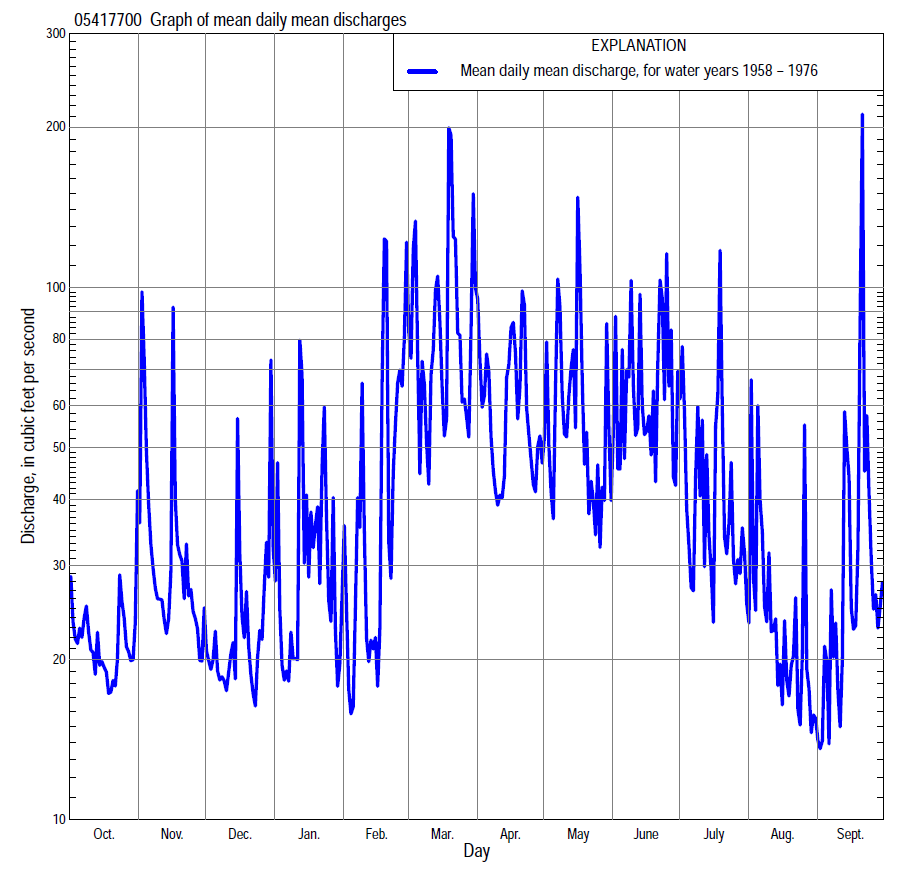 05417700 Graph of mean daily mean discharges
EXPLANATION
Mean daily mean discharge, for water years 1958 – 1976
Discharge, in cubic feet per second
300
200
100
80
60
50
40
30
20
10
Oct. Nov. Dec. Jan. Feb. Mar. Apr. May June July Aug. Sept.
Day